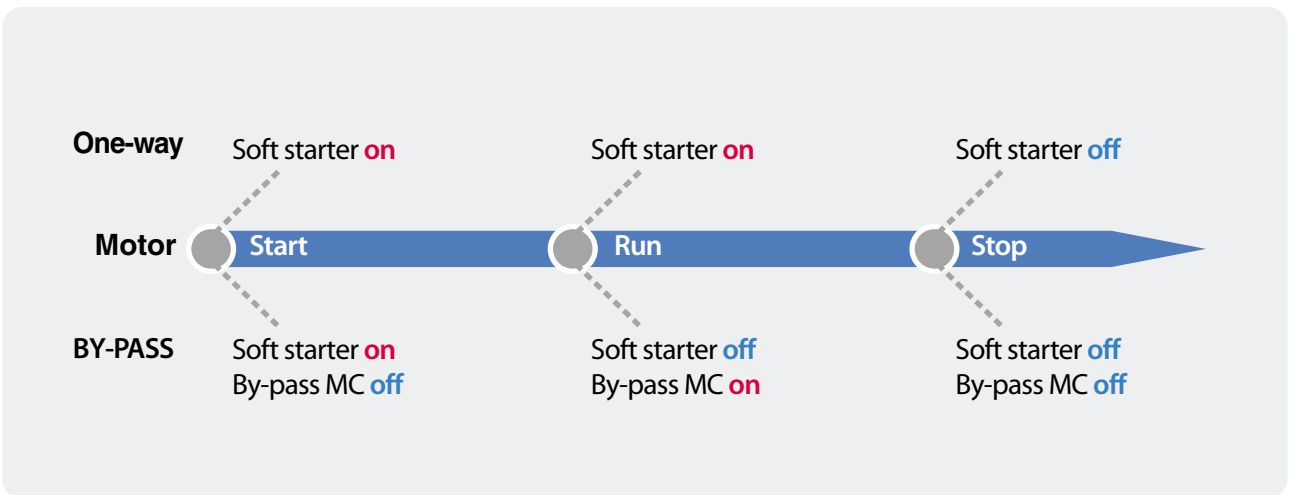 One-way
Soft starter on
Soft starter on
Soft starter off
Motor
Start
Run
Stop
BY-PASS
Soft starter on
By-pass MC off
Soft starter off
By-pass MC on
Soft starter off
By-pass MC off